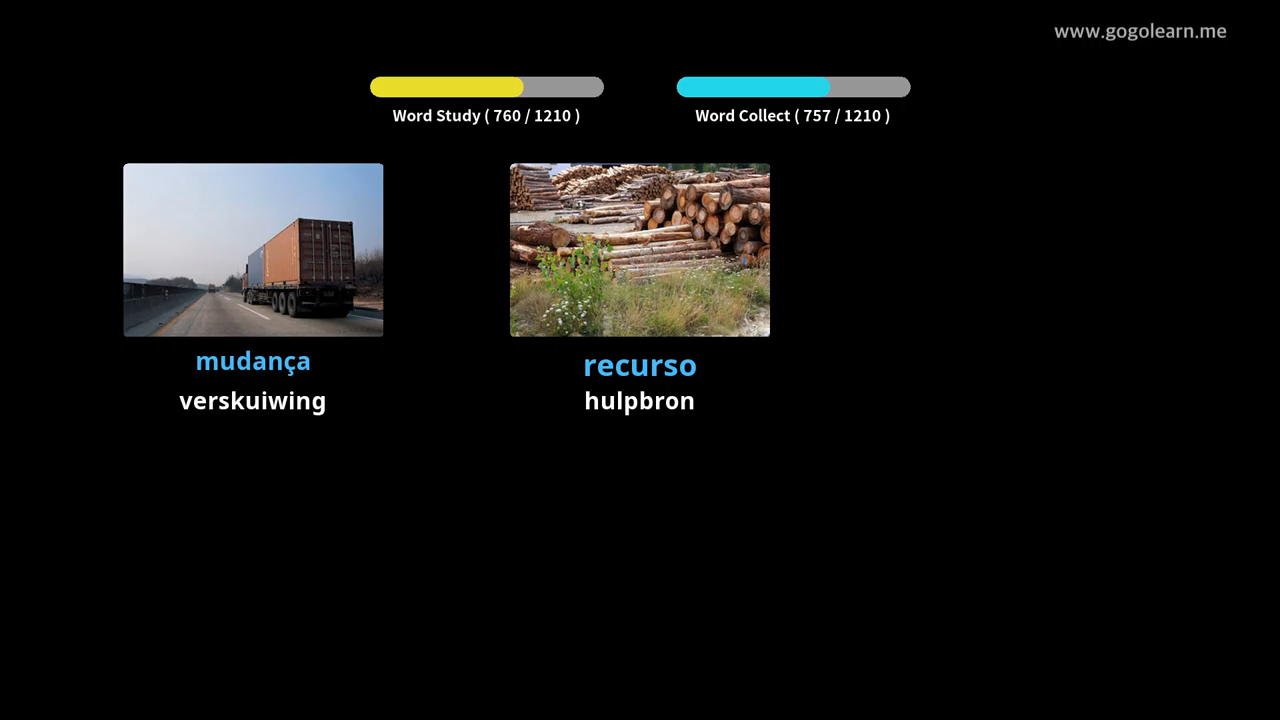 www.gogolearn.me
Word Study ( 760 / 1210 )
Word Collect ( 757 / 1210 )
mudança
verskuiwing
recurso
hulpbron